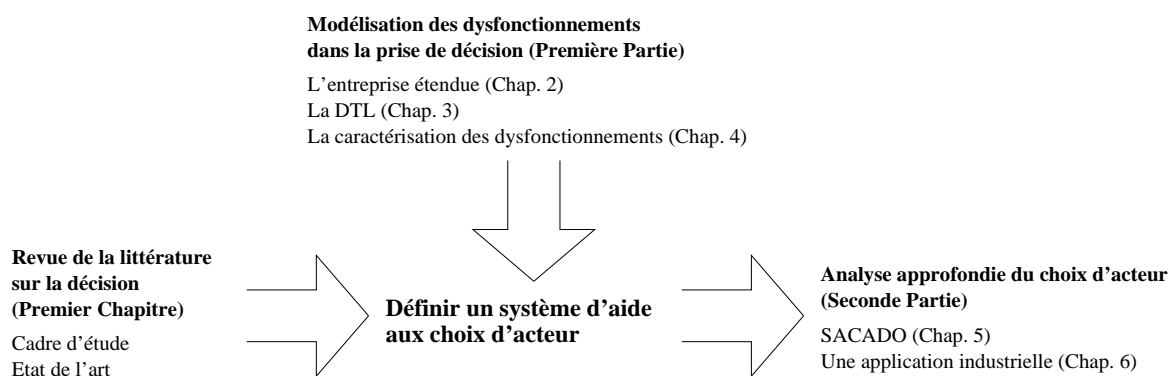 Modélisation des dysfonctionnements
dans la prise de décision (Première Partie)
L'entreprise étendue (Chap. 2)
La DTL (Chap. 3)
La caractérisation des dysfonctionnements (Chap. 4)
Revue de la littérature
sur la décision
(Premier Chapitre)
Cadre d'étude
Etat de l'art
Définir un système d'aide
aux choix d'acteur
Analyse approfondie du choix d'acteur
(Seconde Partie)
SACADO (Chap. 5)
Une application industrielle (Chap. 6)